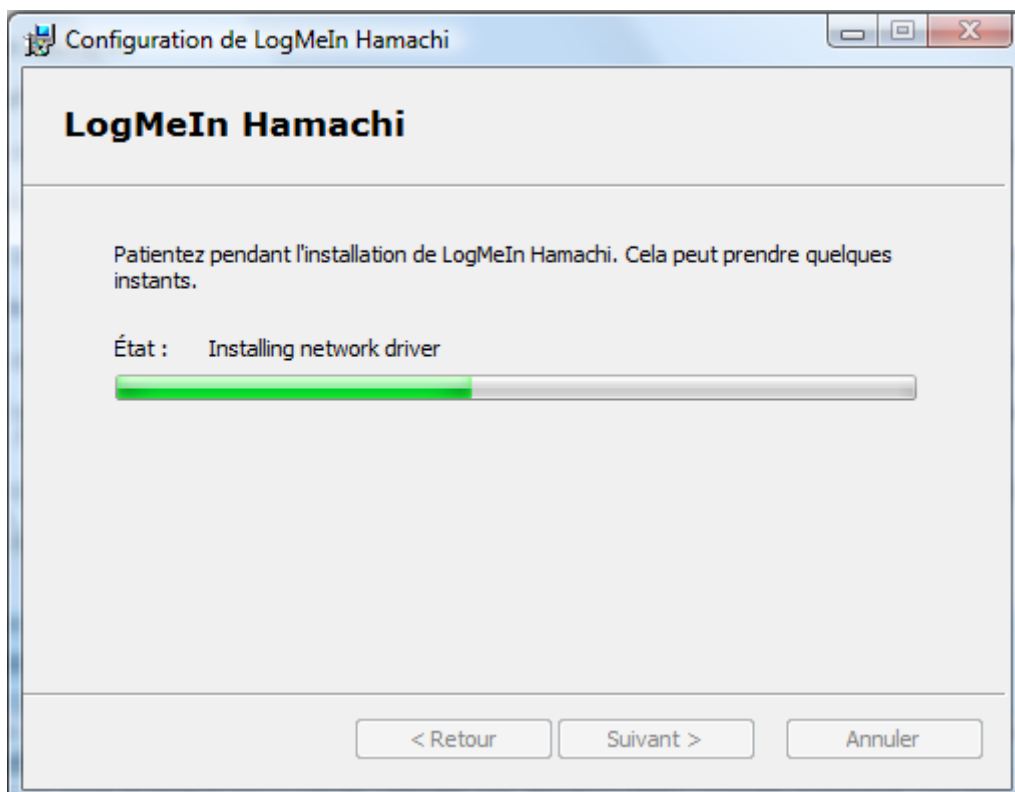 Configuration de LogMeIn Hamachi
LogMeIn Hamachi
Patientez pendant l'installation de LogMeIn Hamachi. Cela peut prendre quelques
instants.
État : Installing network driver
< Retour Suivant > Annuler